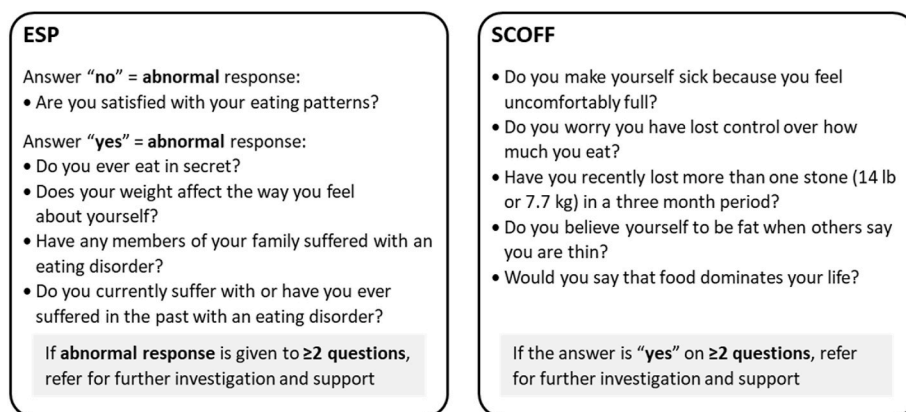 ESP
Answer “no” = abnormal response:
• Are you satisfied with your eating patterns?
Answer “yes” = abnormal response:
• Do you ever eat in secret?
• Does your weight affect the way you feel
about yourself?
• Have any members of your family suffered with an
eating disorder?
• Do you currently suffer with or have you ever
suffered in the past with an eating disorder?
If abnormal response is given to ≥2 questions,
refer for further investigation and support
SCOFF
• Do you make yourself sick because you feel
uncomfortably full?
• Do you worry you have lost control over how
much you eat?
• Have you recently lost more than one stone (14 lb
or 7.7 kg) in a three month period?
• Do you believe yourself to be fat when others say
you are thin?
• Would you say that food dominates your life?
If the answer is “yes” on ≥2 questions, refer
for further investigation and support